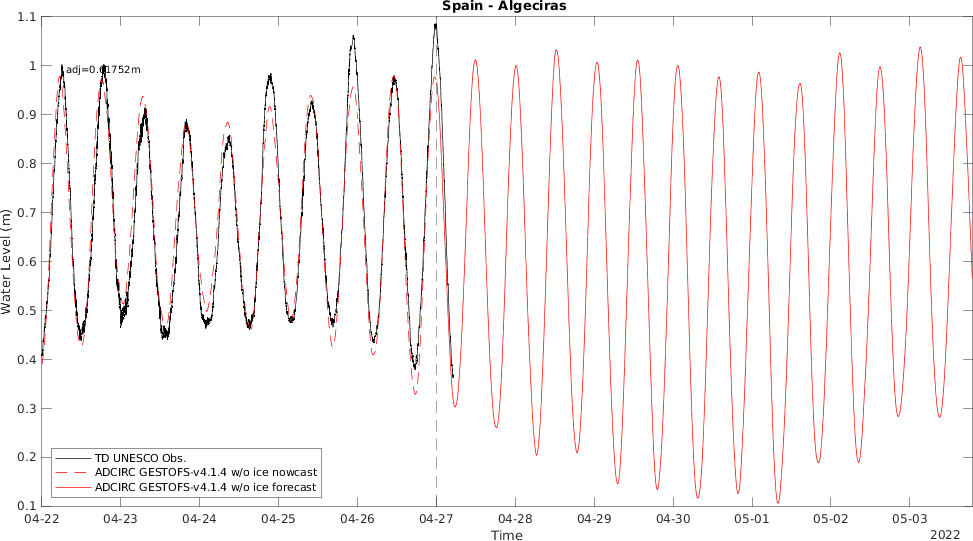 Spain - Algeciras
1.1
1
0.9
0.8
0.7
0.6
0.5
0.4
0.3
0.2
0.1
Water Level (m)
adj=0.61752m
TD UNESCO Obs.
ADCIRC GESTOFS-v4.1.4 w/o ice nowcast
ADCIRC GESTOFS-v4.1.4 w/o ice forecast
04-22 04-23 04-24 04-25 04-26 04-27 04-28 04-29 04-30 05-01 05-02 05-03
Time
2022